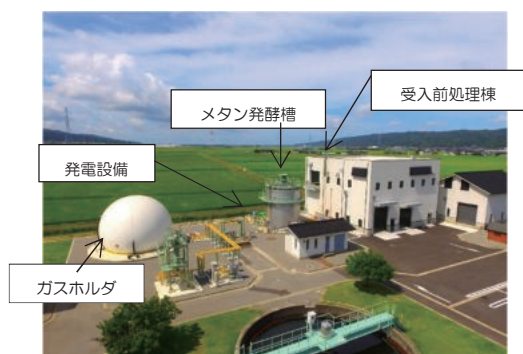 受入前処理棟
メタン発酵槽
発電設備
ガスホルダ